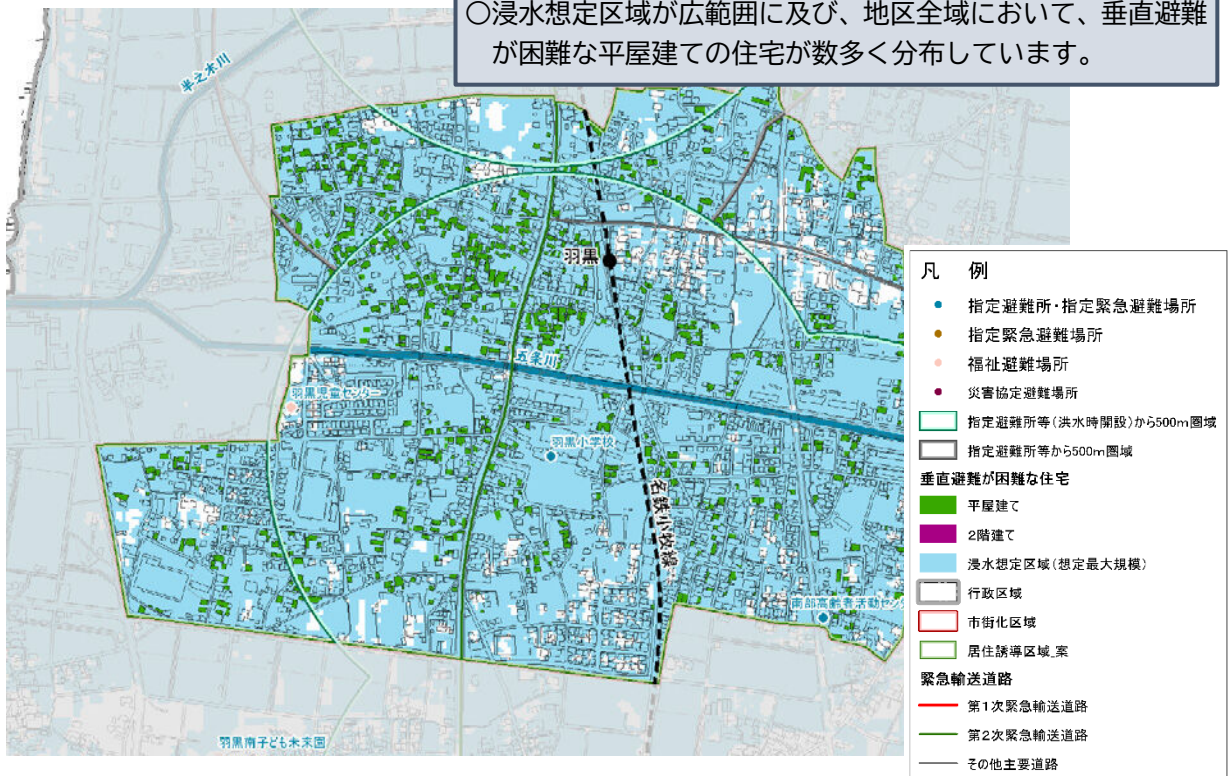 ○浸水想定区域が広範囲に及び、地区全域において、垂直避難
が困難な平屋建ての住宅が数多く分布しています。
半之木川
羽黒
五条川
羽黒児童センター
羽黒小学校
名鉄小牧線
南部高齢者活動センタ
羽黒南子ども未来園
凡 例
指定避難所・指定緊急避難場所
指定緊急避難場所
福祉避難場所
災害協定避難場所
指定避難所等(洪水時開設)から500m圏域
指定避難所等から500m圏域
垂直避難が困難な住宅
平屋建て
2階建て
浸水想定区域(想定最大規模)
行政区域
市街化区域
居住誘導区域_案
緊急輸送道路
第1次緊急輸送道路
第2次緊急輸送道路
その他主要道路